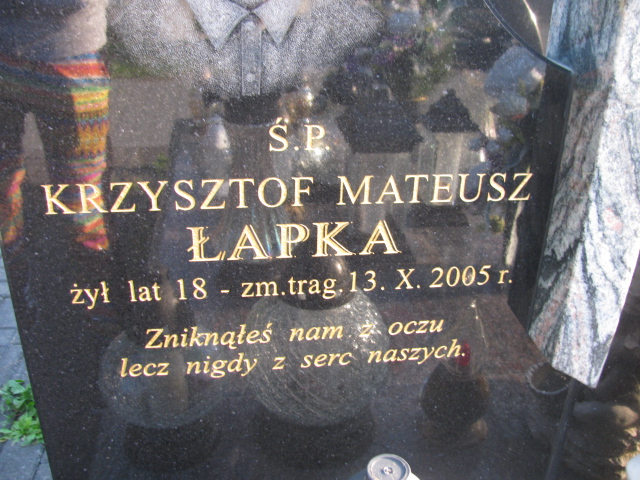 Ś.P.
KRZYSZTOF MATEUSZ
ŁAPKA
żył lat 18 - zm.trag. 13. X. 2005 r.
Zniknąłeś nam z oczu
lecz nigdy z serc naszych.